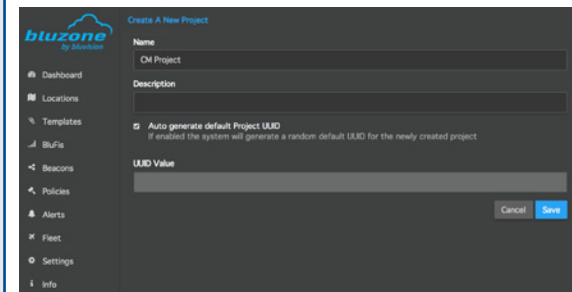 bluzone
by bluvision
Dashboard
Locations
Templates
BluFis
Beacons
Policies
Alerts
Fleet
Settings
Info
Create A New Project
Name
CM Project
Description
Auto generate default Project UUID
If enabled the system will generate a random default UUID for the newly created project
UUID Value
Cancel
Save